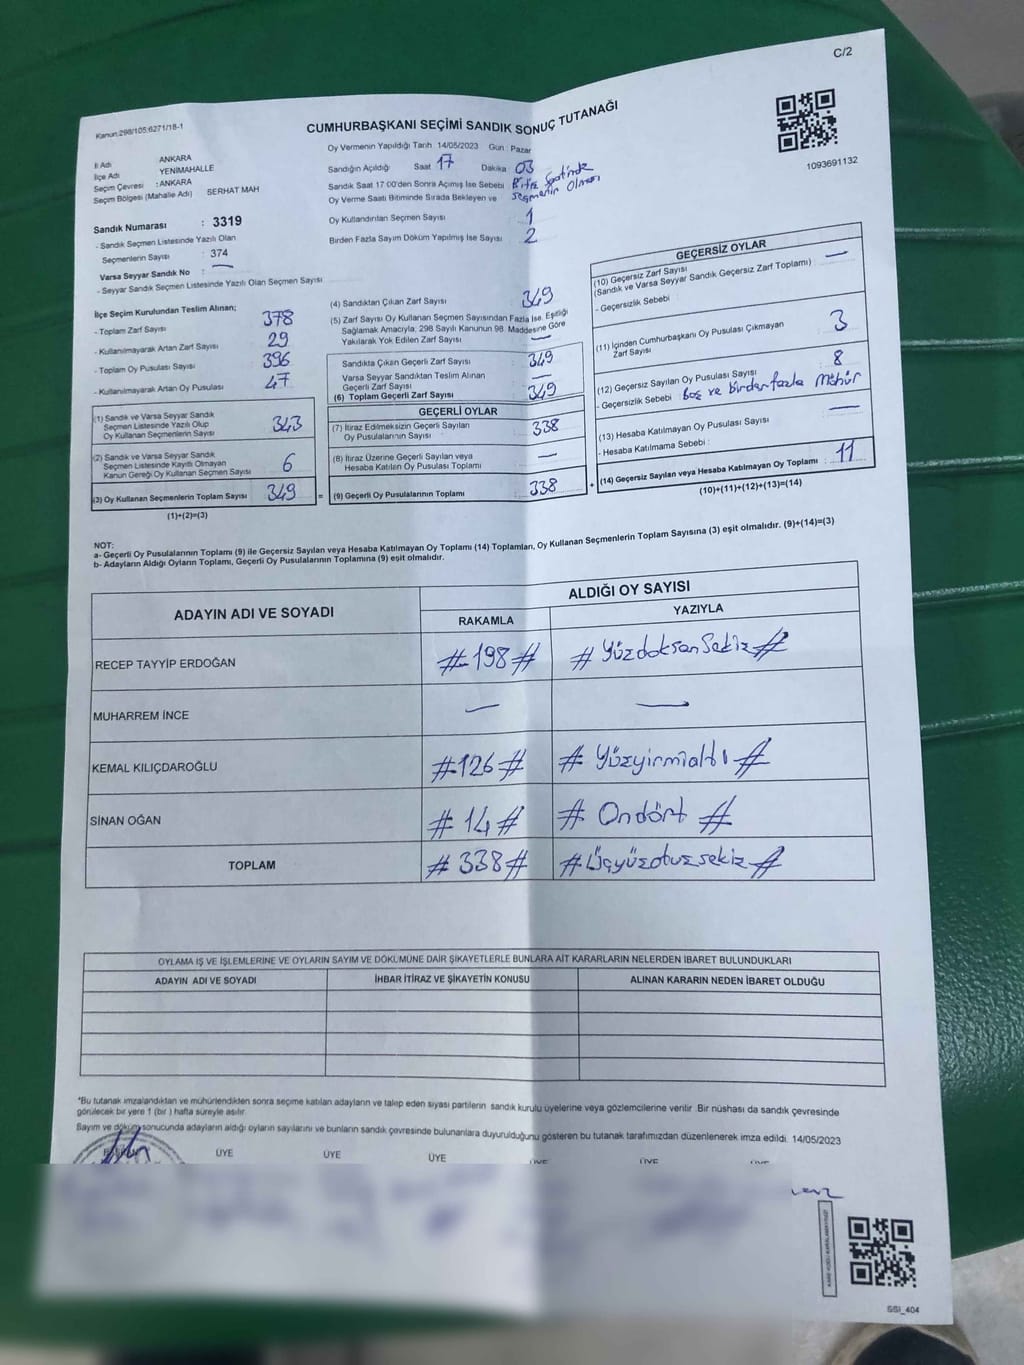 C/2
Kanun:298/105;6271/18-1
CUMHURBAŞKANI SEÇİMİ SANDIK SONUÇ TUTANAĞI
1093691132
İl Adı ANKARA
İlçe Adı YENİMAHALLE
Seçim Çevresi : ANKARA
Seçim Bölgesi (Mahalle Adı) SERHAT MAH
Sandık Numarası : 3319
- Sandık Seçmen Listesinde Yazılı Olan
Seçmenlerin Sayısı : 374
Varsa Seyyar Sandık No : —
- Seyyar Sandık Seçmen Listesinde Yazılı Olan Seçmen Sayısı
Oy Vermenin Yapıldığı Tarih 14/05/2023 Gün : Pazar
Sandığın Açıldığı Saat 17 Dakika 03
Sandık Saat 17:00'den Sonra Açılmış İse Sebebi Bitiş Saatinde
Seçmenin Olması
Oy Verme Saati Bitiminde Sırada Bekleyen ve
Oy Kullandırılan Seçmen Sayısı 1
Birden Fazla Sayım Döküm Yapılmış İse Sayısı 2
İlçe Seçim Kurulundan Teslim Alınan;
- Toplam Zarf Sayısı 378
- Kullanılmayarak Artan Zarf Sayısı 29
- Toplam Oy Pusulası Sayısı 396
- Kullanılmayarak Artan Oy Pusulası 47
(1) Sandık ve Varsa Seyyar Sandık
Seçmen Listesinde Yazılı Olup
Oy Kullanan Seçmenlerin Sayısı 343
(2) Sandık ve Varsa Seyyar Sandık
Seçmen Listesinde Kayıtlı Olmayan
Kanun Gereği Oy Kullanan Seçmen Sayısı 6
(3) Oy Kullanan Seçmenlerin Toplam Sayısı 349 =
(1)+(2)=(3)
(4) Sandıktan Çıkan Zarf Sayısı 349
(5) Zarf Sayısı Oy Kullanan Seçmen Sayısından Fazla İse, Eşitliği
Sağlamak Amacıyla; 298 Sayılı Kanunun 98. Maddesine Göre
Yakılarak Yok Edilen Zarf Sayısı —
Sandıkta Çıkan Geçerli Zarf Sayısı 349
Varsa Seyyar Sandıktan Teslim Alınan
Geçerli Zarf Sayısı —
(6) Toplam Geçerli Zarf Sayısı 349
GEÇERLİ OYLAR
(7) İtiraz Edilmeksizin Geçerli Sayılan
Oy Pusulalarının Sayısı 338
(8) İtiraz Üzerine Geçerli Sayılan veya
Hesaba Katılan Oy Pusulası Toplamı —
(9) Geçerli Oy Pusulalarının Toplamı 338 +
GEÇERSİZ OYLAR
(10) Geçersiz Zarf Sayısı
(Sandık ve Varsa Seyyar Sandık Geçersiz Zarf Toplamı) —
- Geçersizlik Sebebi :
(11) İçinden Cumhurbaşkanı Oy Pusulası Çıkmayan
Zarf Sayısı 3
(12) Geçersiz Sayılan Oy Pusulası Sayısı 8
- Geçersizlik Sebebi Boş ve Birden fazla Mühür
(13) Hesaba Katılmayan Oy Pusulası Sayısı —
- Hesaba Katılmama Sebebi :
(14) Geçersiz Sayılan veya Hesaba Katılmayan Oy Toplamı : 11
(10)+(11)+(12)+(13)=(14)
NOT:
a- Geçerli Oy Pusulalarının Toplamı (9) ile Geçersiz Sayılan veya Hesaba Katılmayan Oy Toplamı (14) Toplamları, Oy Kullanan Seçmenlerin Toplam Sayısına (3) eşit olmalıdır. (9)+(14)=(3)
b- Adayların Aldığı Oyların Toplamı, Geçerli Oy Pusulalarının Toplamına (9) eşit olmalıdır.
ADAYIN ADI VE SOYADI ALDIĞI OY SAYISI
RAKAMLA YAZIYLA
RECEP TAYYİP ERDOĞAN #198# #Yüzdoksansekiz#
MUHARREM İNCE — —
KEMAL KILIÇDAROĞLU #126# #Yüzyirmialtı#
SİNAN OĞAN #14# #Ondört#
TOPLAM #338# #Üçyüzotuzsekiz#
OYLAMA İŞ VE İŞLEMLERİNE VE OYLARIN SAYIM VE DÖKÜMÜNE DAİR ŞİKAYETLERLE BUNLARA AİT KARARLARIN NELERDEN İBARET BULUNDUKLARI
ADAYIN ADI VE SOYADI İHBAR İTİRAZ VE ŞİKAYETİN KONUSU ALINAN KARARIN NEDEN İBARET OLDUĞU
*Bu tutanak imzalandıktan ve mühürlendikten sonra seçime katılan adayların ve talep eden siyasi partilerin sandık kurulu üyelerine veya gözlemcilerine verilir. Bir nüshası da sandık çevresinde
görülecek bir yere 1 (bir ) hafta süreyle asılır.
Sayım ve döküm sonucunda adayların aldığı oyların sayılarını ve bunların sandık çevresinde bulunanlara duyurulduğunu gösteren bu tutanak tarafımızdan düzenlenerek imza edildi. 14/05/2023
BAŞKAN ÜYE ÜYE ÜYE ÜYE ÜYE ÜYE
SSI_404